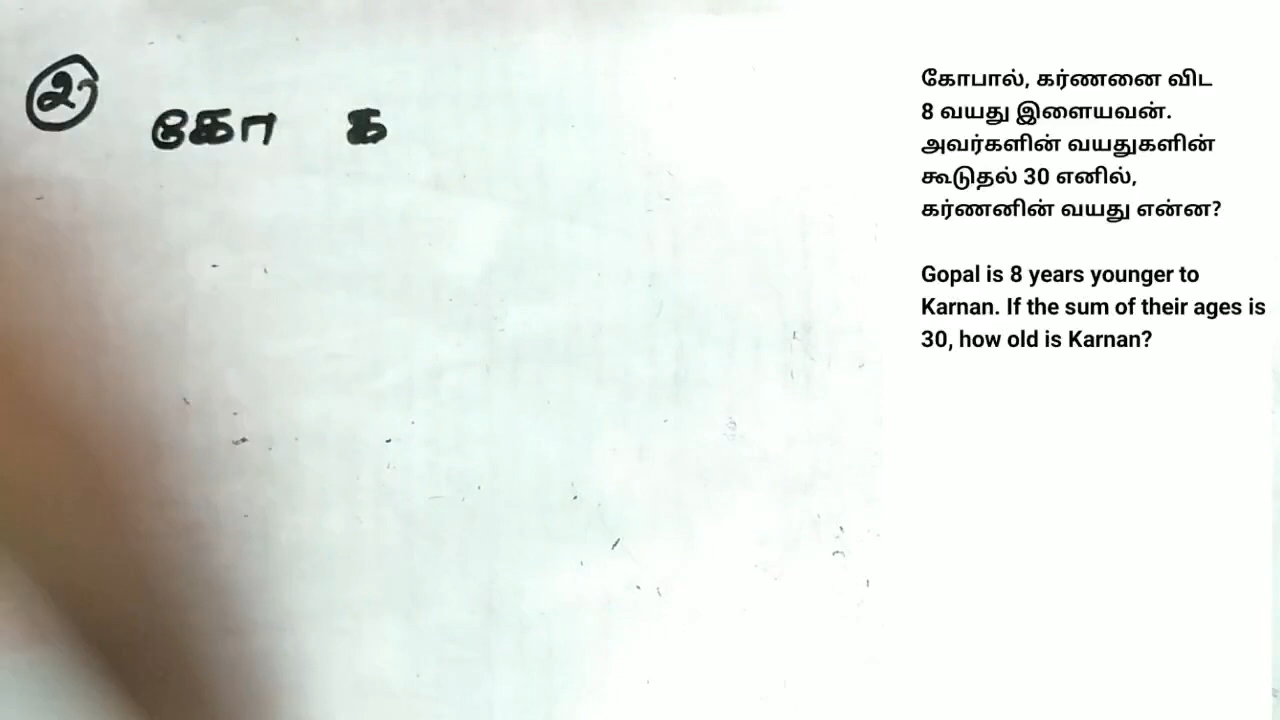 2
கோ க
கோபால், கர்ணனை விட
8 வயது இளையவன்.
அவர்களின் வயதுகளின்
கூடுதல் 30 எனில்,
கர்ணனின் வயது என்ன?
Gopal is 8 years younger to
Karnan. If the sum of their ages is
30, how old is Karnan?